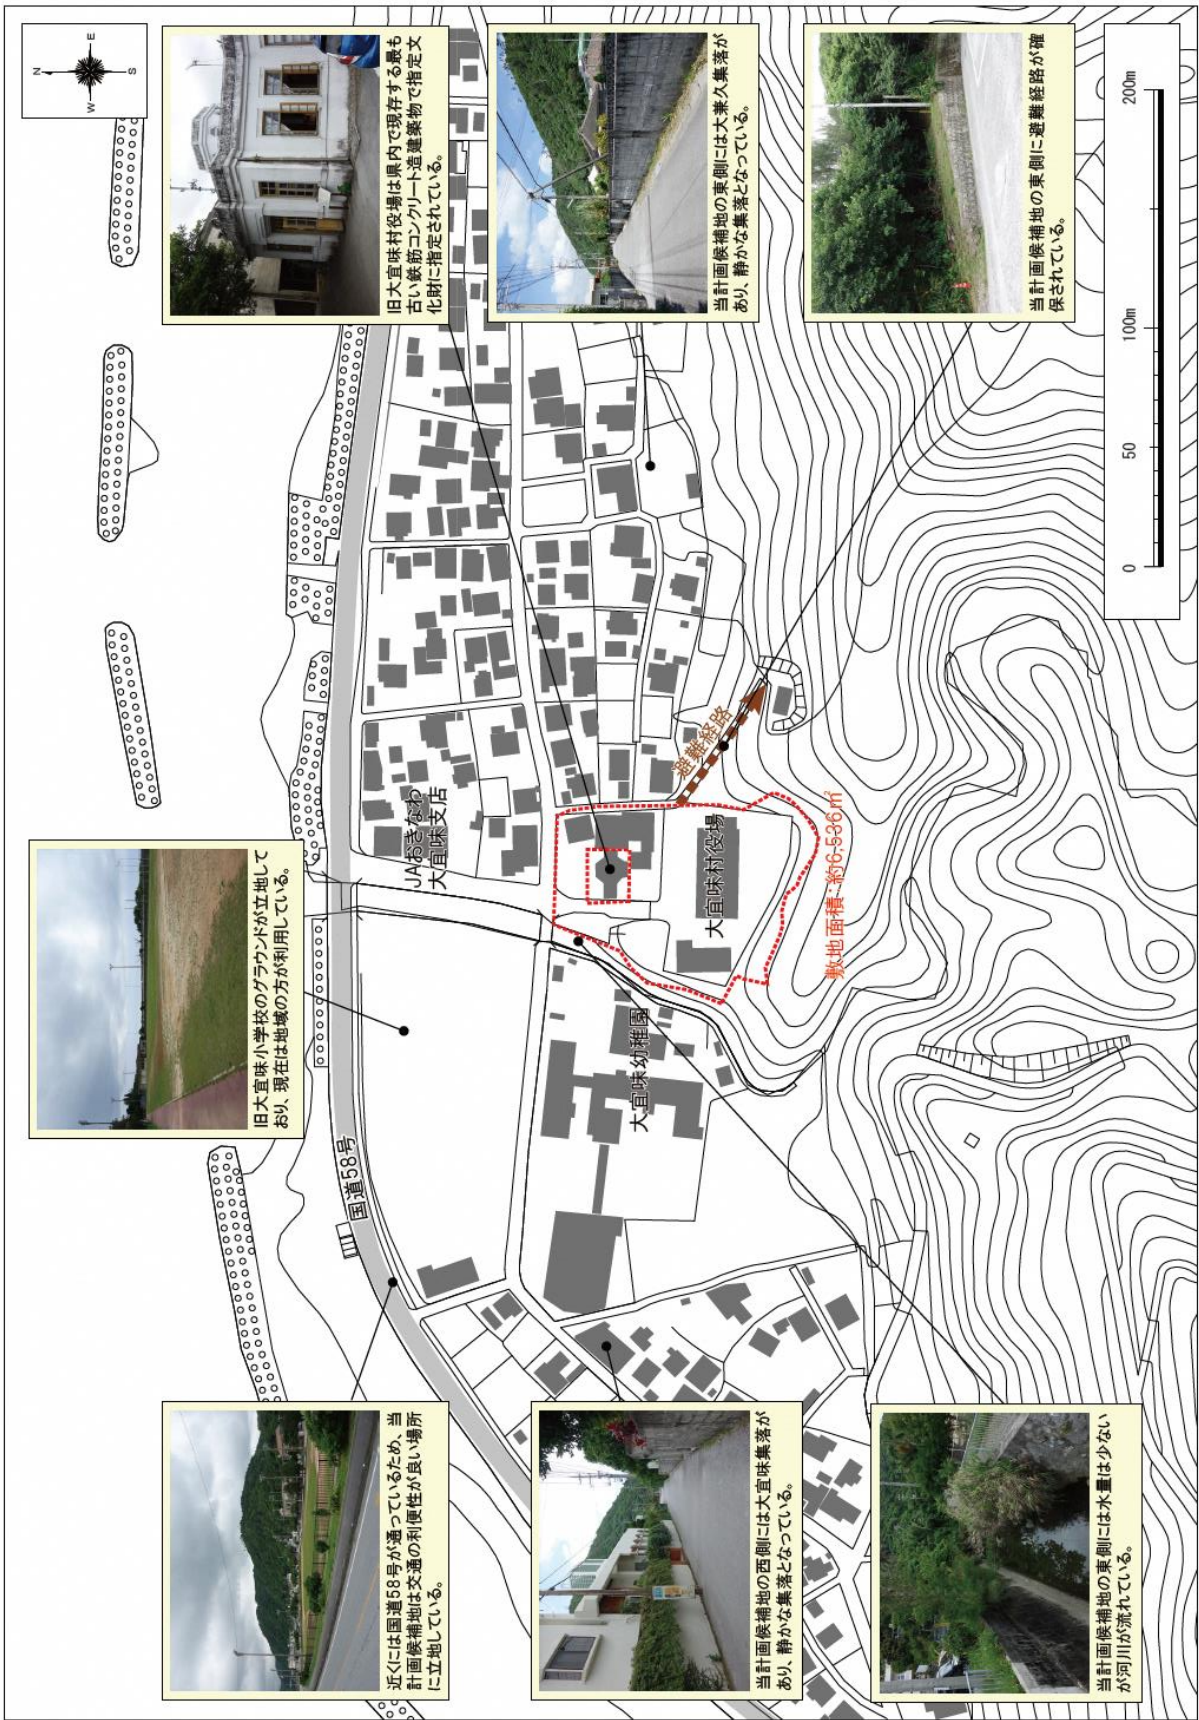 N
E
S
W
近くには国道58号が通っているため、当
計画候補地は交通の利便性が良い場所
に立地している。
旧大宜味小学校のグラウンドが立地して
おり、現在は地域の方が利用している。
旧大宜味村役場は県内で現存する最も
古い鉄筋コンクリート造建築物で指定文
化財に指定されている。
国道58号
JAおきなわ
大宜味支店
当計画候補地の西側には大宜味集落が
あり、静かな集落となっている。
大宜味幼稚園
大宜味村役場
避難経路
敷地面積:約6,536㎡
当計画候補地の東側には大兼久集落が
あり、静かな集落となっている。
当計画候補地の東側には水量は少ない
が河川が流れている。
当計画候補地の東側に避難経路が確
保されている。
0
50
100m
200m